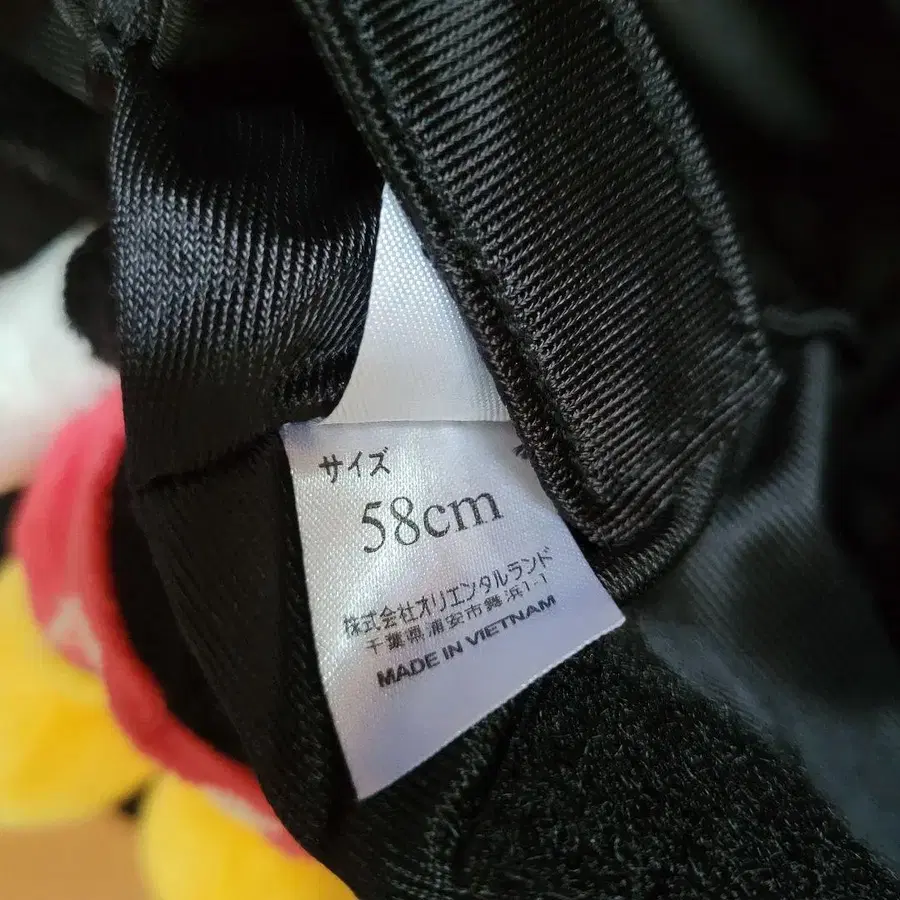 サイズ
58cm
株式会社オリエンタルランド
千葉県浦安市舞浜1-1
MADE IN VIETNAM